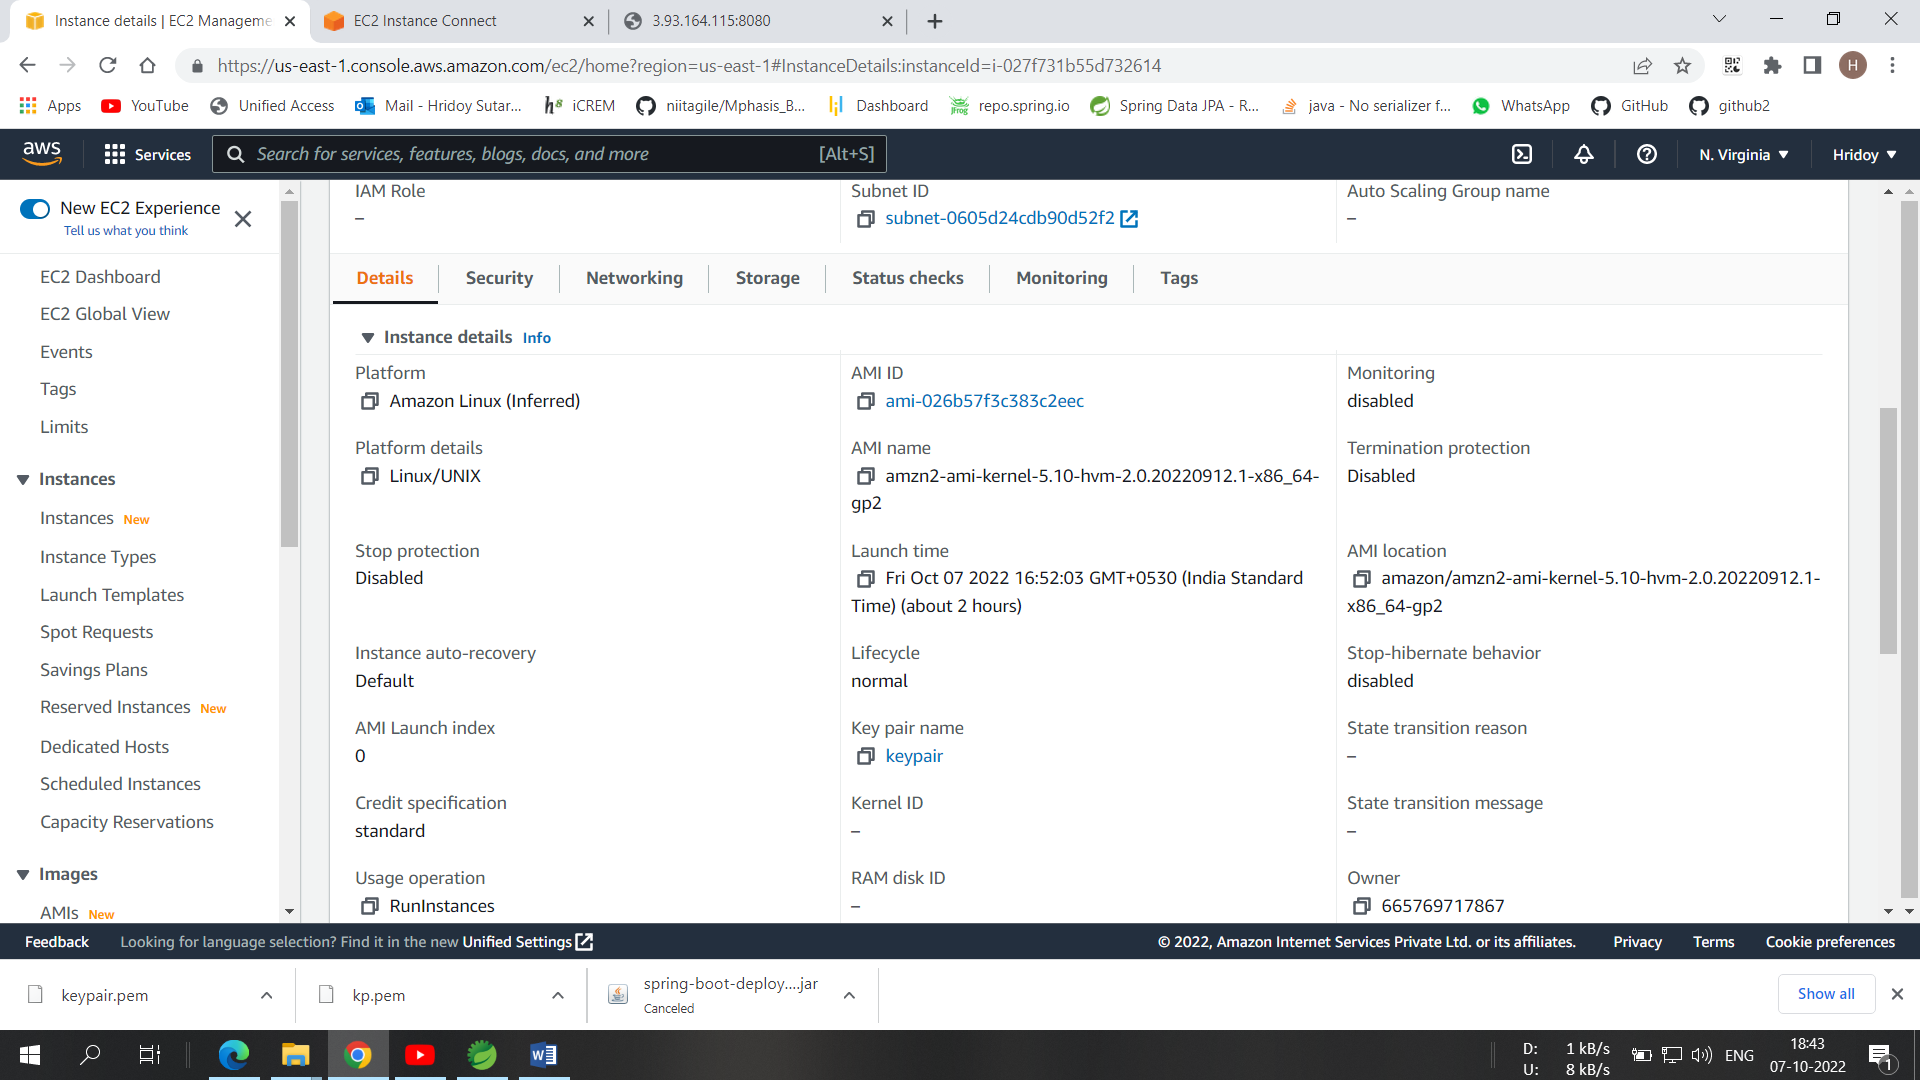 Instance details | EC2 Manageme
EC2 Instance Connect
3.93.164.115:8080
https://us-east-1.console.aws.amazon.com/ec2/home?region=us-east-1#InstanceDetails:instanceId=i-027f731b55d732614
H
Apps
YouTube
Unified Access
Mail - Hridoy Sutar...
iCREM
niitagile/Mphasis_B...
Dashboard
repo.spring.io
Spring Data JPA - R...
java - No serializer f...
WhatsApp
GitHub
github2
aws
Services
Search for services, features, blogs, docs, and more
[Alt+S]
N. Virginia
Hridoy
New EC2 Experience
Tell us what you think
EC2 Dashboard
EC2 Global View
Events
Tags
Limits
Instances
Instances New
Instance Types
Launch Templates
Spot Requests
Savings Plans
Reserved Instances New
Dedicated Hosts
Scheduled Instances
Capacity Reservations
Images
AMIs New
IAM Role
–
Subnet ID
subnet-0605d24cdb90d52f2
Auto Scaling Group name
–
Details
Security
Networking
Storage
Status checks
Monitoring
Tags
Instance details Info
Platform
Amazon Linux (Inferred)
AMI ID
ami-026b57f3c383c2eec
Monitoring
disabled
Platform details
Linux/UNIX
AMI name
amzn2-ami-kernel-5.10-hvm-2.0.20220912.1-x86_64-
gp2
Termination protection
Disabled
Stop protection
Disabled
Launch time
Fri Oct 07 2022 16:52:03 GMT+0530 (India Standard
Time) (about 2 hours)
AMI location
amazon/amzn2-ami-kernel-5.10-hvm-2.0.20220912.1-
x86_64-gp2
Instance auto-recovery
Default
Lifecycle
normal
Stop-hibernate behavior
disabled
AMI Launch index
0
Key pair name
keypair
State transition reason
–
Credit specification
standard
Kernel ID
–
State transition message
–
Usage operation
RunInstances
RAM disk ID
–
Owner
665769717867
Feedback
Looking for language selection? Find it in the new Unified Settings
© 2022, Amazon Internet Services Private Ltd. or its affiliates.
Privacy
Terms
Cookie preferences
keypair.pem
kp.pem
spring-boot-deploy....jar
Canceled
Show all
D: 1 kB/s
U: 8 kB/s
ENG
18:43
07-10-2022
1